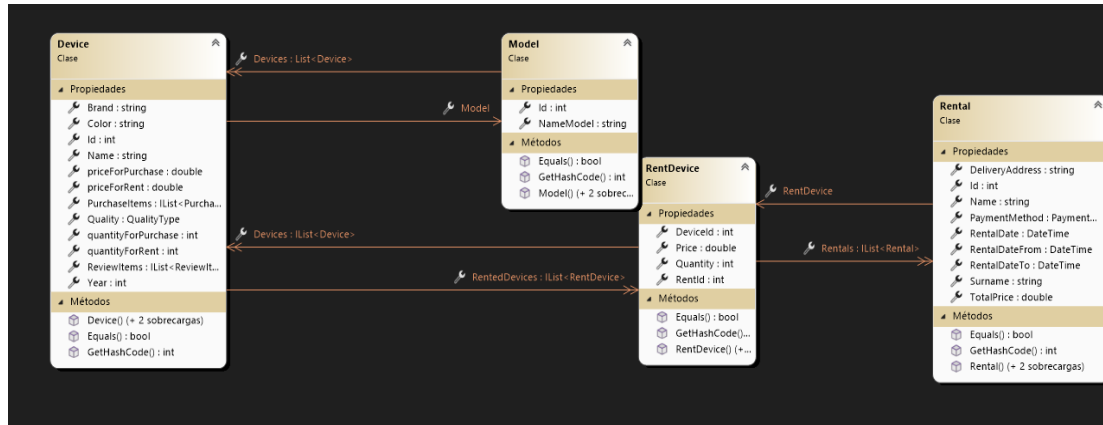 Device
Clase
Propiedades
Brand : string
Color : string
Id : int
Name : string
priceForPurchase : double
priceForRent : double
PurchaseItems : IList<Purcha...
Quality : QualityType
quantityForPurchase : int
quantityForRent : int
ReviewItems : IList<ReviewIt...
Year : int
Métodos
Device() (+ 2 sobrecargas)
Equals() : bool
GetHashCode() : int
Devices : List<Device>
Model
Devices : IList<Device>
RentedDevices : IList<RentDevice>
Model
Clase
Propiedades
Id : int
NameModel : string
Métodos
Equals() : bool
GetHashCode() : int
Model() (+ 2 sobrec...
RentDevice
Clase
Propiedades
DeviceId : int
Price : double
Quantity : int
RentId : int
Métodos
Equals() : bool
GetHashCode()...
RentDevice() (+...
RentDevice
Rentals : IList<Rental>
Rental
Clase
Propiedades
DeliveryAddress : string
Id : int
Name : string
PaymentMethod : Payment...
RentalDate : DateTime
RentalDateFrom : DateTime
RentalDateTo : DateTime
Surname : string
TotalPrice : double
Métodos
Equals() : bool
GetHashCode() : int
Rental() (+ 2 sobrecargas)